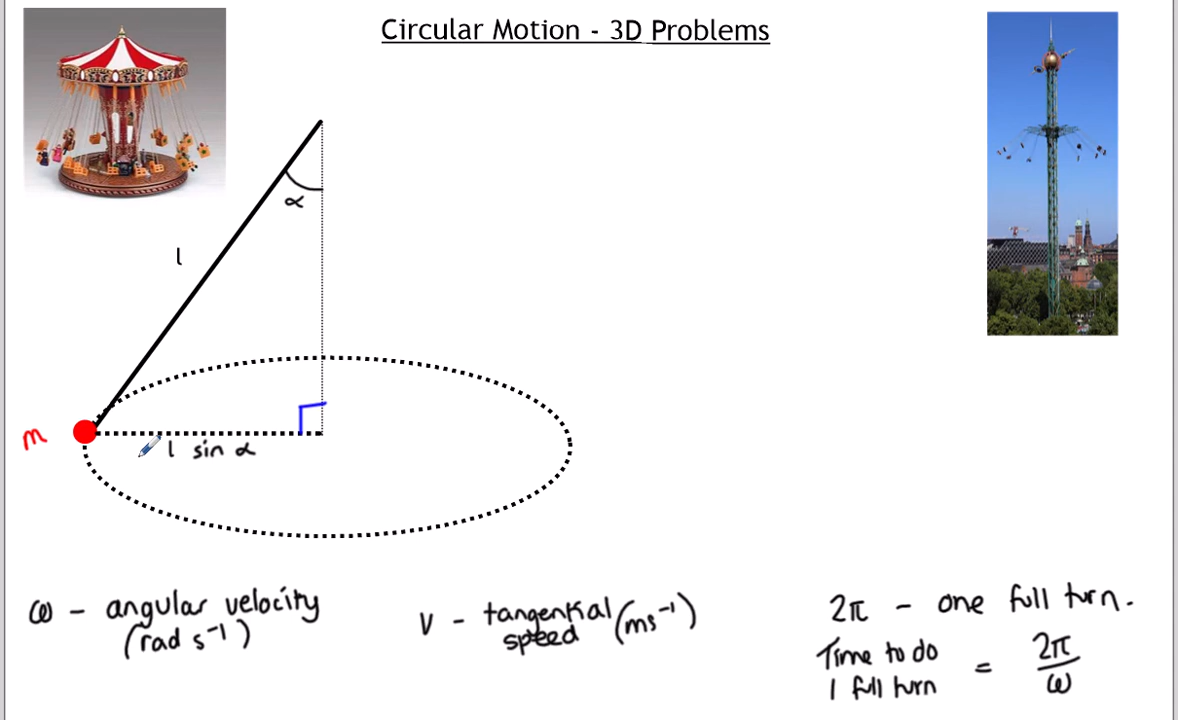 Circular Motion - 3D Problems
α
l
m
l sin α
ω - angular velocity
(rad s⁻¹)
v - tangential (ms⁻¹)
speed
2π - one full turn.
Time to do
1 full turn = 2π/ω